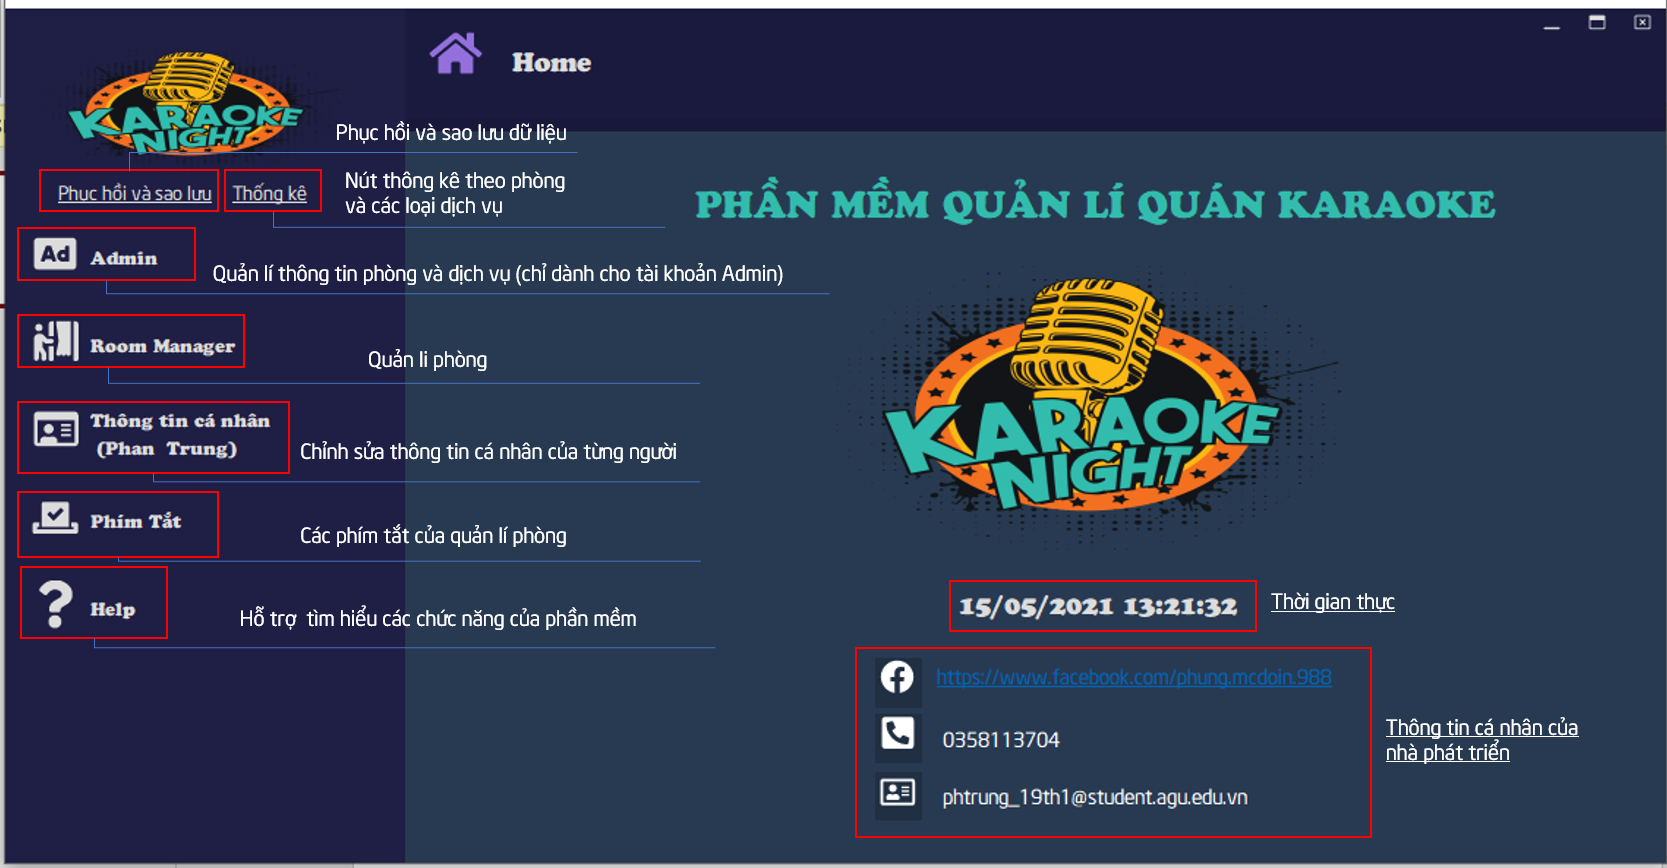 Home
KARAOKE
NIGHT
Phục hồi và sao lưu dữ liệu
Phục hồi và sao lưu
Thống kê
Nút thông kê theo phòng
và các loại dịch vụ
PHẦN MỀM QUẢN LÍ QUÁN KARAOKE
Ad
Admin
Quản lí thông tin phòng và dịch vụ (chỉ dành cho tài khoản Admin)
Room Manager
Quản li phòng
Thông tin cá nhân
(Phan Trung)
Chỉnh sửa thông tin cá nhân của từng người
KARAOKE
NIGHT
Phím Tắt
Các phím tắt của quản lí phòng
Help
Hỗ trợ tìm hiểu các chức năng của phần mềm
15/05/2021 13:21:32
Thời gian thực
https://www.facebook.com/phung.mcdoin.988
0358113704
Thông tin cá nhân của
nhà phát triển
phtrung_19th1@student.agu.edu.vn